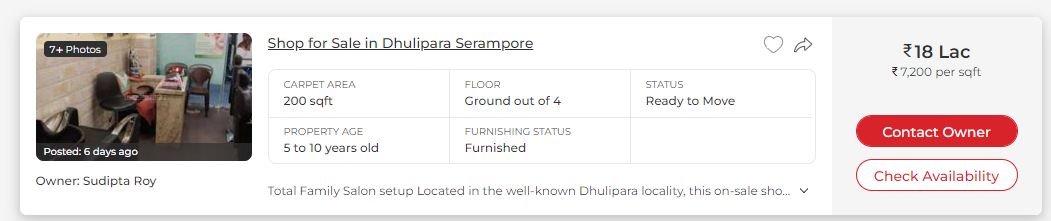 7+ Photos
Posted: 6 days ago
Owner: Sudipta Roy
Shop for Sale in Dhulipara Serampore
CARPET AREA
200 sqft
FLOOR
Ground out of 4
STATUS
Ready to Move
PROPERTY AGE
5 to 10 years old
FURNISHING STATUS
Furnished
Total Family Salon setup Located in the well-known Dhulipara locality, this on-sale sho...
₹18 Lac
₹7,200 per sqft
Contact Owner
Check Availability